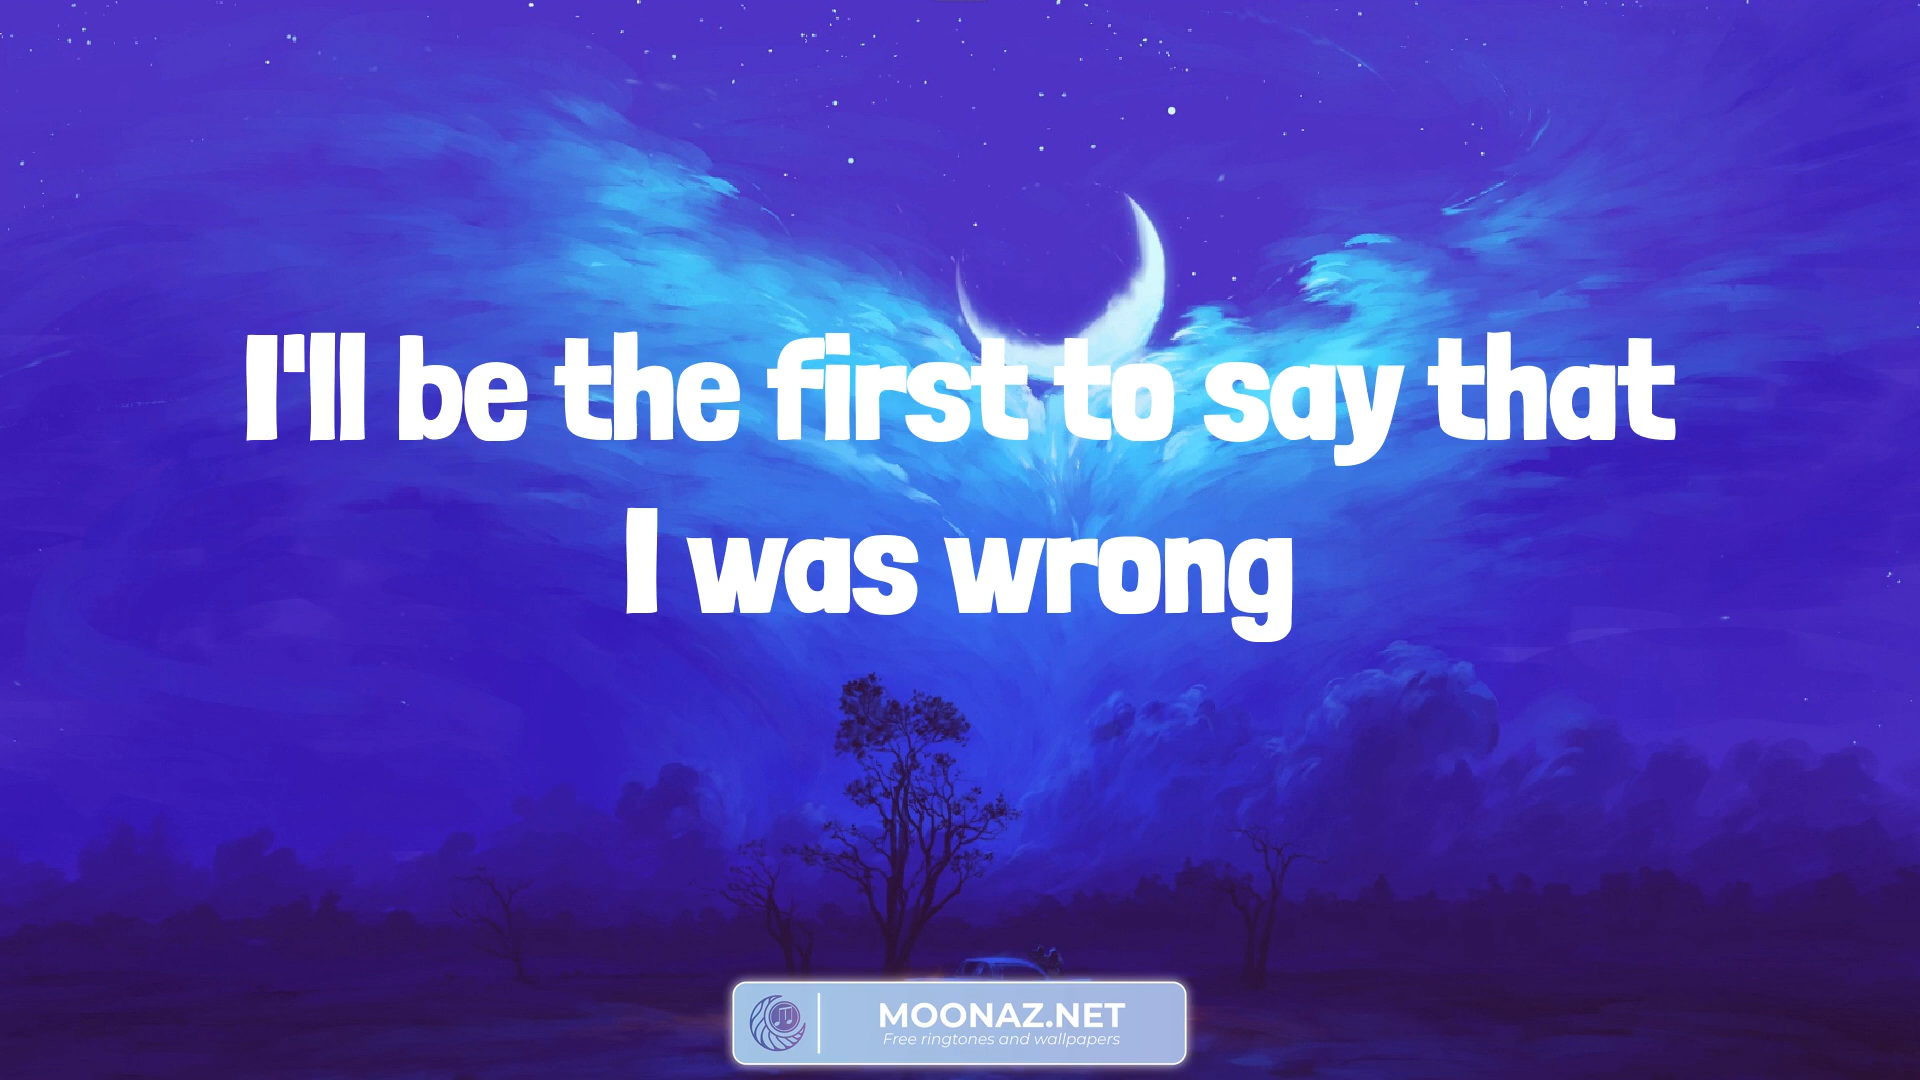 I'll be the first to say that
I was wrong
MOONAZ.NET
Free ringtones and wallpapers